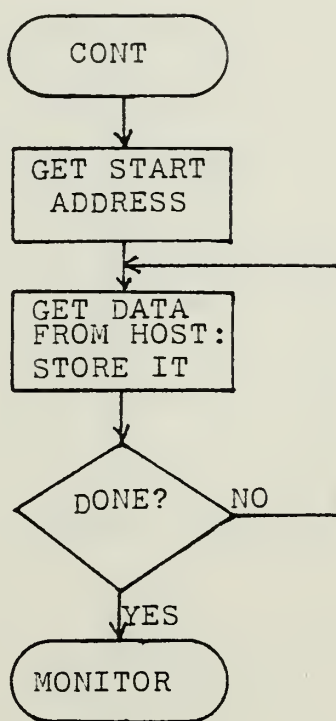 CONT
GET START
ADDRESS
GET DATA
FROM HOST:
STORE IT
DONE?
NO
YES
MONITOR